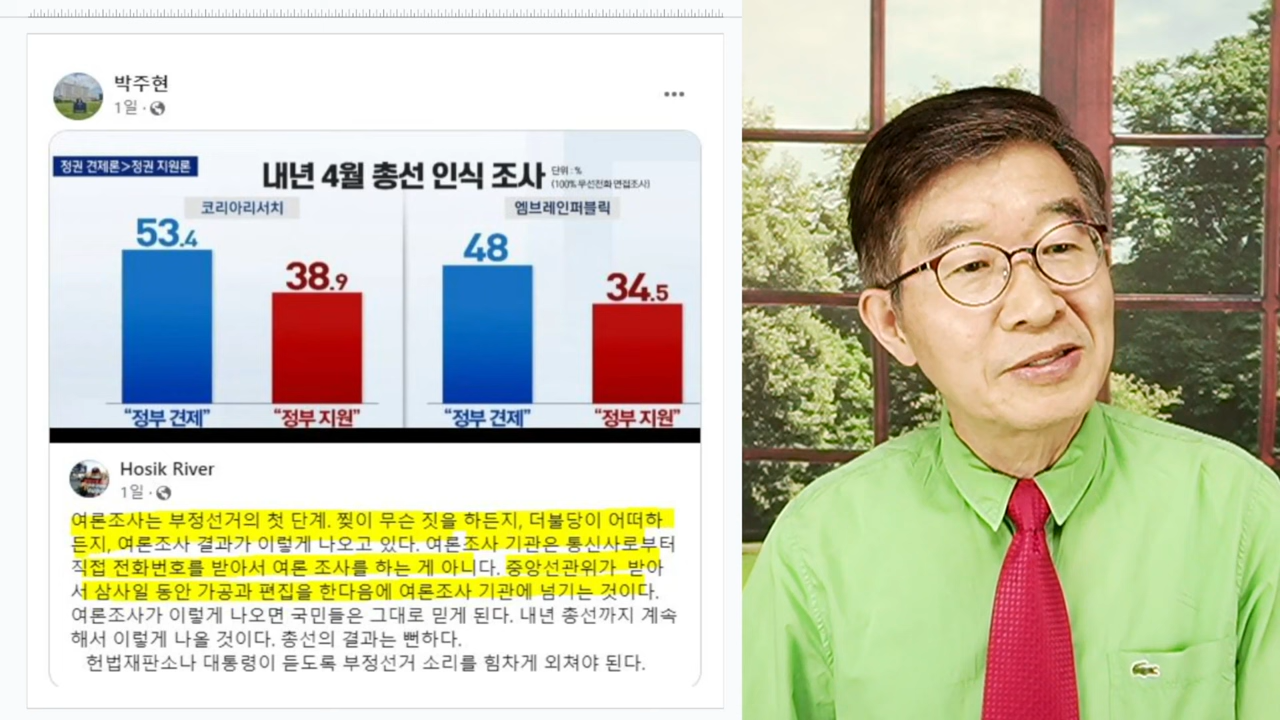 박주현
1일 ·
정권 견제론>정권 지원론
내년 4월 총선 인식 조사
단위 : %
(100% 무선전화 면접조사)
코리아리서치
엠브레인퍼블릭
53.4
38.9
48
34.5
“정부 견제”
“정부 지원”
“정부 견제”
“정부 지원”
Hosik River
1일 ·
여론조사는 부정선거의 첫 단계. 찢이 무슨 짓을 하든지, 더불당이 어떠하
든지, 여론조사 결과가 이렇게 나오고 있다. 여론조사 기관은 통신사로부터
직접 전화번호를 받아서 여론 조사를 하는 게 아니다. 중앙선관위가 받아
서 삼사일 동안 가공과 편집을 한다음에 여론조사 기관에 넘기는 것이다.
여론조사가 이렇게 나오면 국민들은 그대로 믿게 된다. 내년 총선까지 계속
해서 이렇게 나올 것이다. 총선의 결과는 뻔하다.
헌법재판소나 대통령이 듣도록 부정선거 소리를 힘차게 외쳐야 된다.